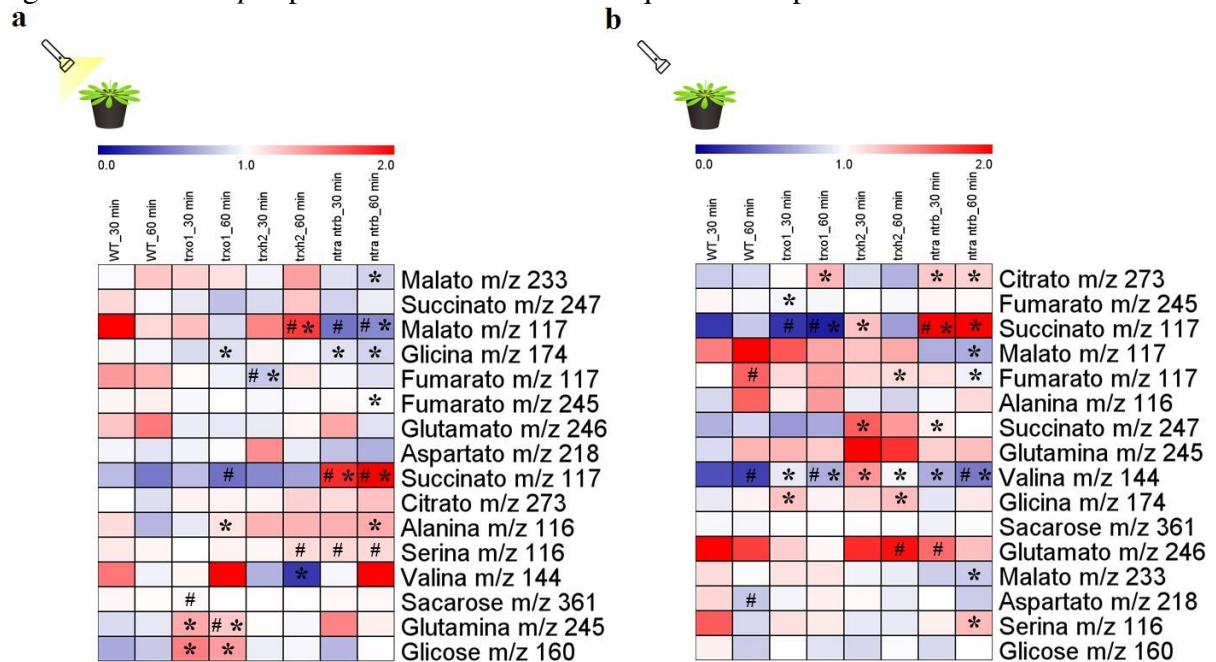 a
b
0.0 1.0 2.0
WT_30 min
WT_60 min
trxo1_30 min
trxo1_60 min
trxh2_30 min
trxh2_60 min
ntra ntrb_30 min
ntra ntrb_60 min
* Malato m/z 233
Succinato m/z 247
# * # # * Malato m/z 117
* * * Glicina m/z 174
# * Fumarato m/z 117
* Fumarato m/z 245
Glutamato m/z 246
Aspartato m/z 218
# # * # * Succinato m/z 117
Citrato m/z 273
* * Alanina m/z 116
# # # Serina m/z 116
* Valina m/z 144
# Sacarose m/z 361
* # * Glutamina m/z 245
* * Glicose m/z 160
0.0 1.0 2.0
WT_30 min
WT_60 min
trxo1_30 min
trxo1_60 min
trxh2_30 min
trxh2_60 min
ntra ntrb_30 min
ntra ntrb_60 min
* * * Citrato m/z 273
* Fumarato m/z 245
# # * * # * * Succinato m/z 117
* Malato m/z 117
# * * Fumarato m/z 117
Alanina m/z 116
* * Succinato m/z 247
Glutamina m/z 245
# * # * * * * # * Valina m/z 144
* * Glicina m/z 174
Sacarose m/z 361
# # Glutamato m/z 246
* Malato m/z 233
# Aspartato m/z 218
* Serina m/z 116
Glicose m/z 160